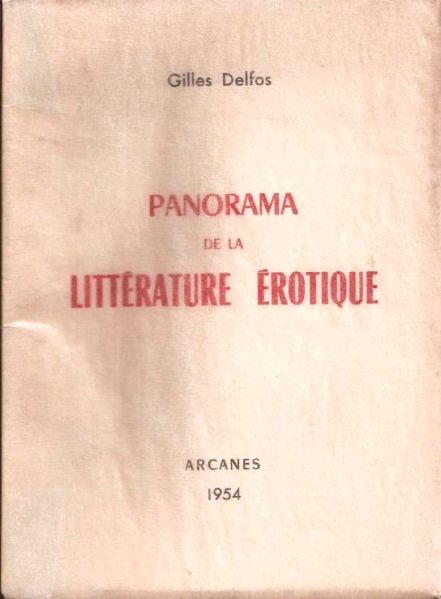 Gilles Delfos
PANORAMA
DE LA
LITTÉRATURE ÉROTIQUE
ARCANES
1954